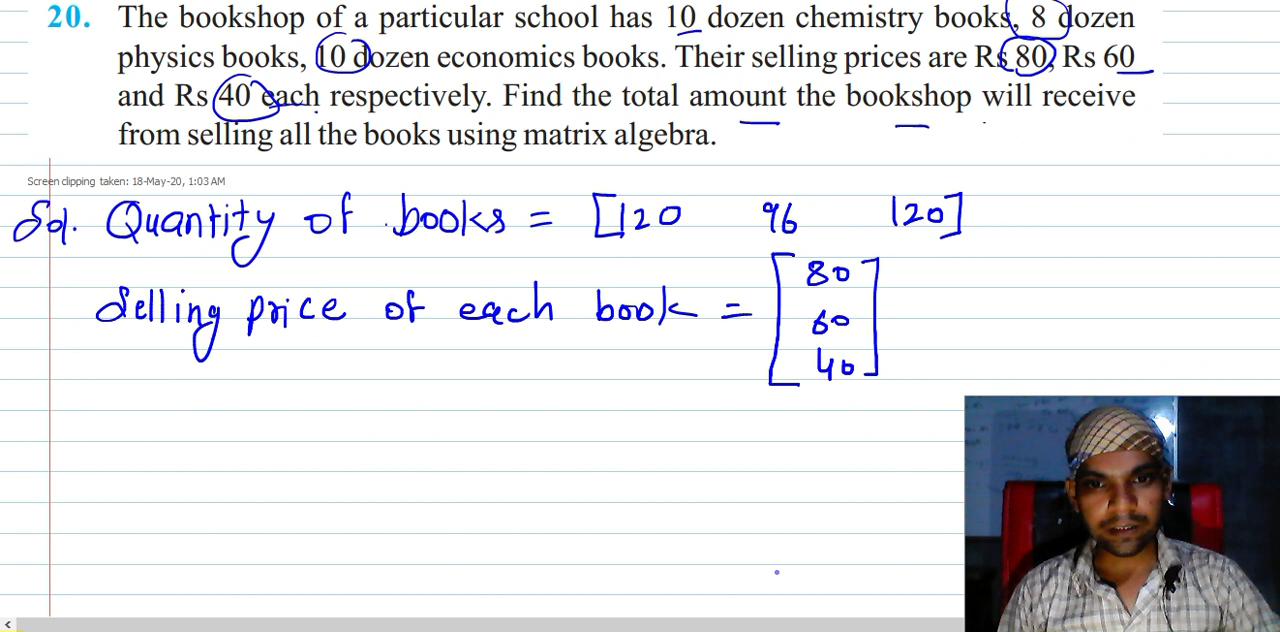 20. The bookshop of a particular school has 10 dozen chemistry books, 8 dozen
physics books, 10 dozen economics books. Their selling prices are Rs 80, Rs 60
and Rs 40 each respectively. Find the total amount the bookshop will receive
from selling all the books using matrix algebra.
Screen clipping taken: 18-May-20, 1:03 AM
Sol. Quantity of books = [120 96 120]
Selling price of each book = [80
60
40]